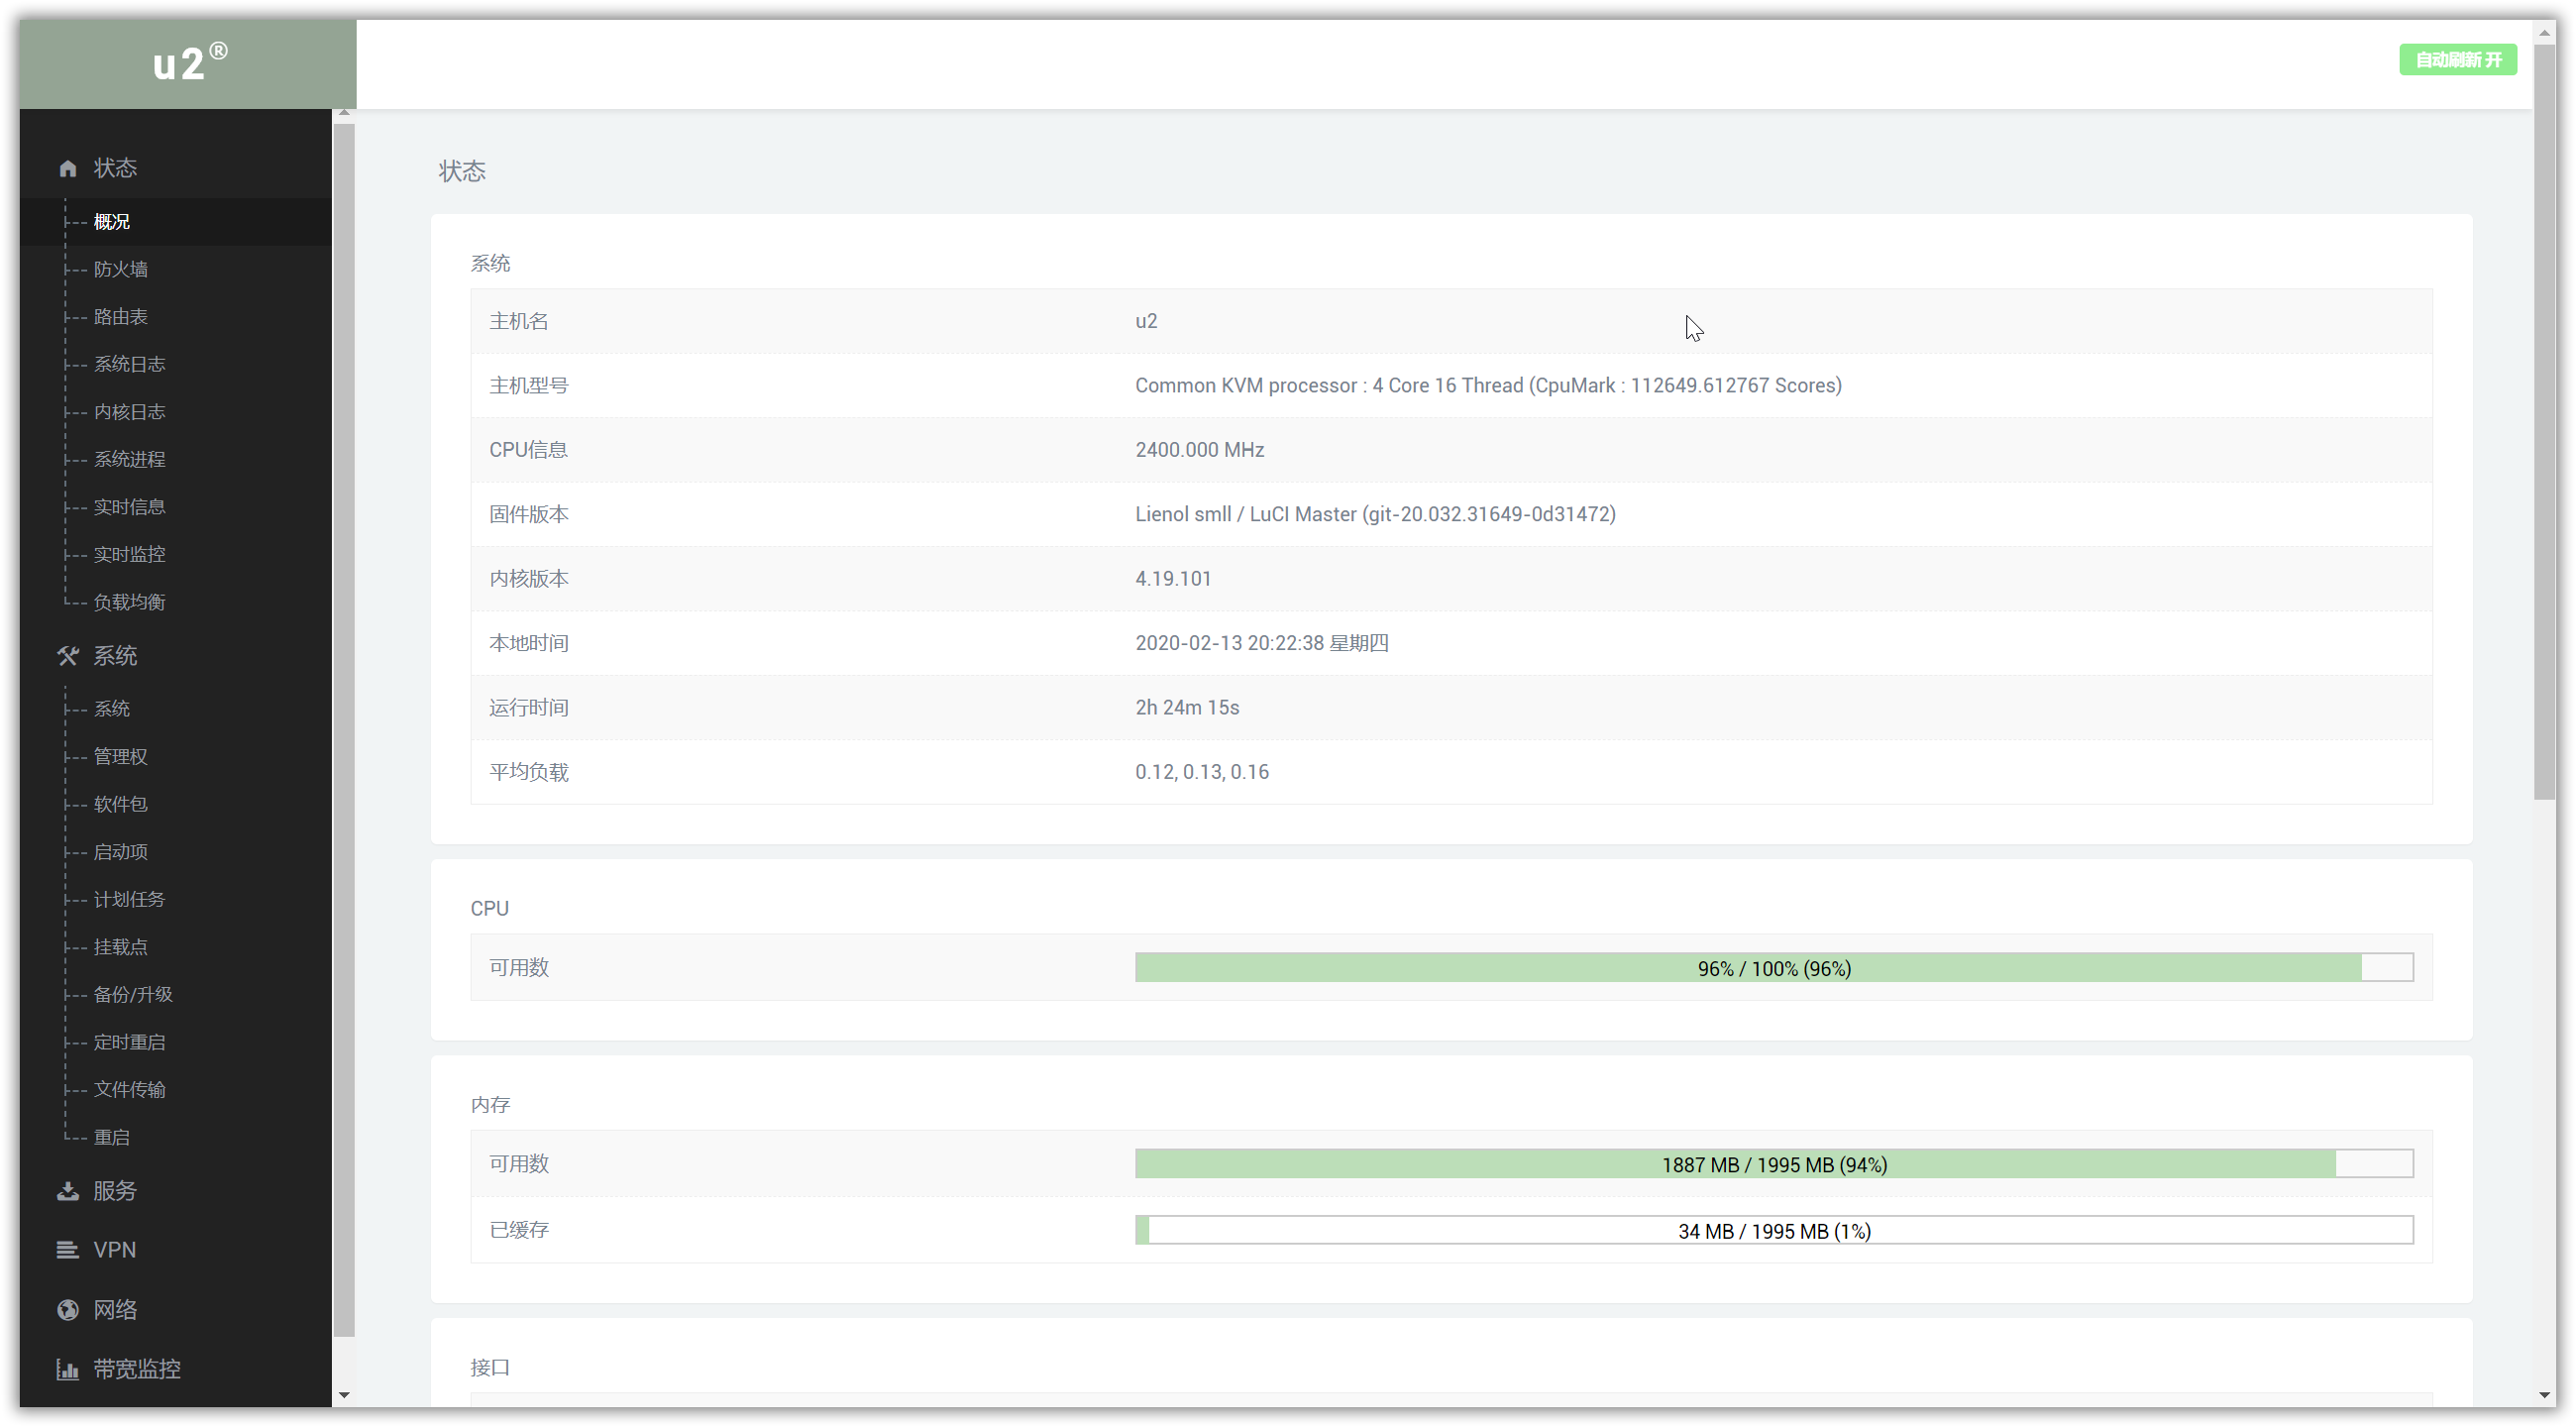 u2®
自动刷新 开
状态
概况
防火墙
路由表
系统日志
内核日志
系统进程
实时信息
实时监控
负载均衡
系统
系统
管理权
软件包
启动项
计划任务
挂载点
备份/升级
定时重启
文件传输
重启
服务
VPN
网络
带宽监控
状态
系统
主机名 u2
主机型号 Common KVM processor : 4 Core 16 Thread (CpuMark : 112649.612767 Scores)
CPU信息 2400.000 MHz
固件版本 Lienol smll / LuCI Master (git-20.032.31649-0d31472)
内核版本 4.19.101
本地时间 2020-02-13 20:22:38 星期四
运行时间 2h 24m 15s
平均负载 0.12, 0.13, 0.16
CPU
可用数 96% / 100% (96%)
内存
可用数 1887 MB / 1995 MB (94%)
已缓存 34 MB / 1995 MB (1%)
接口